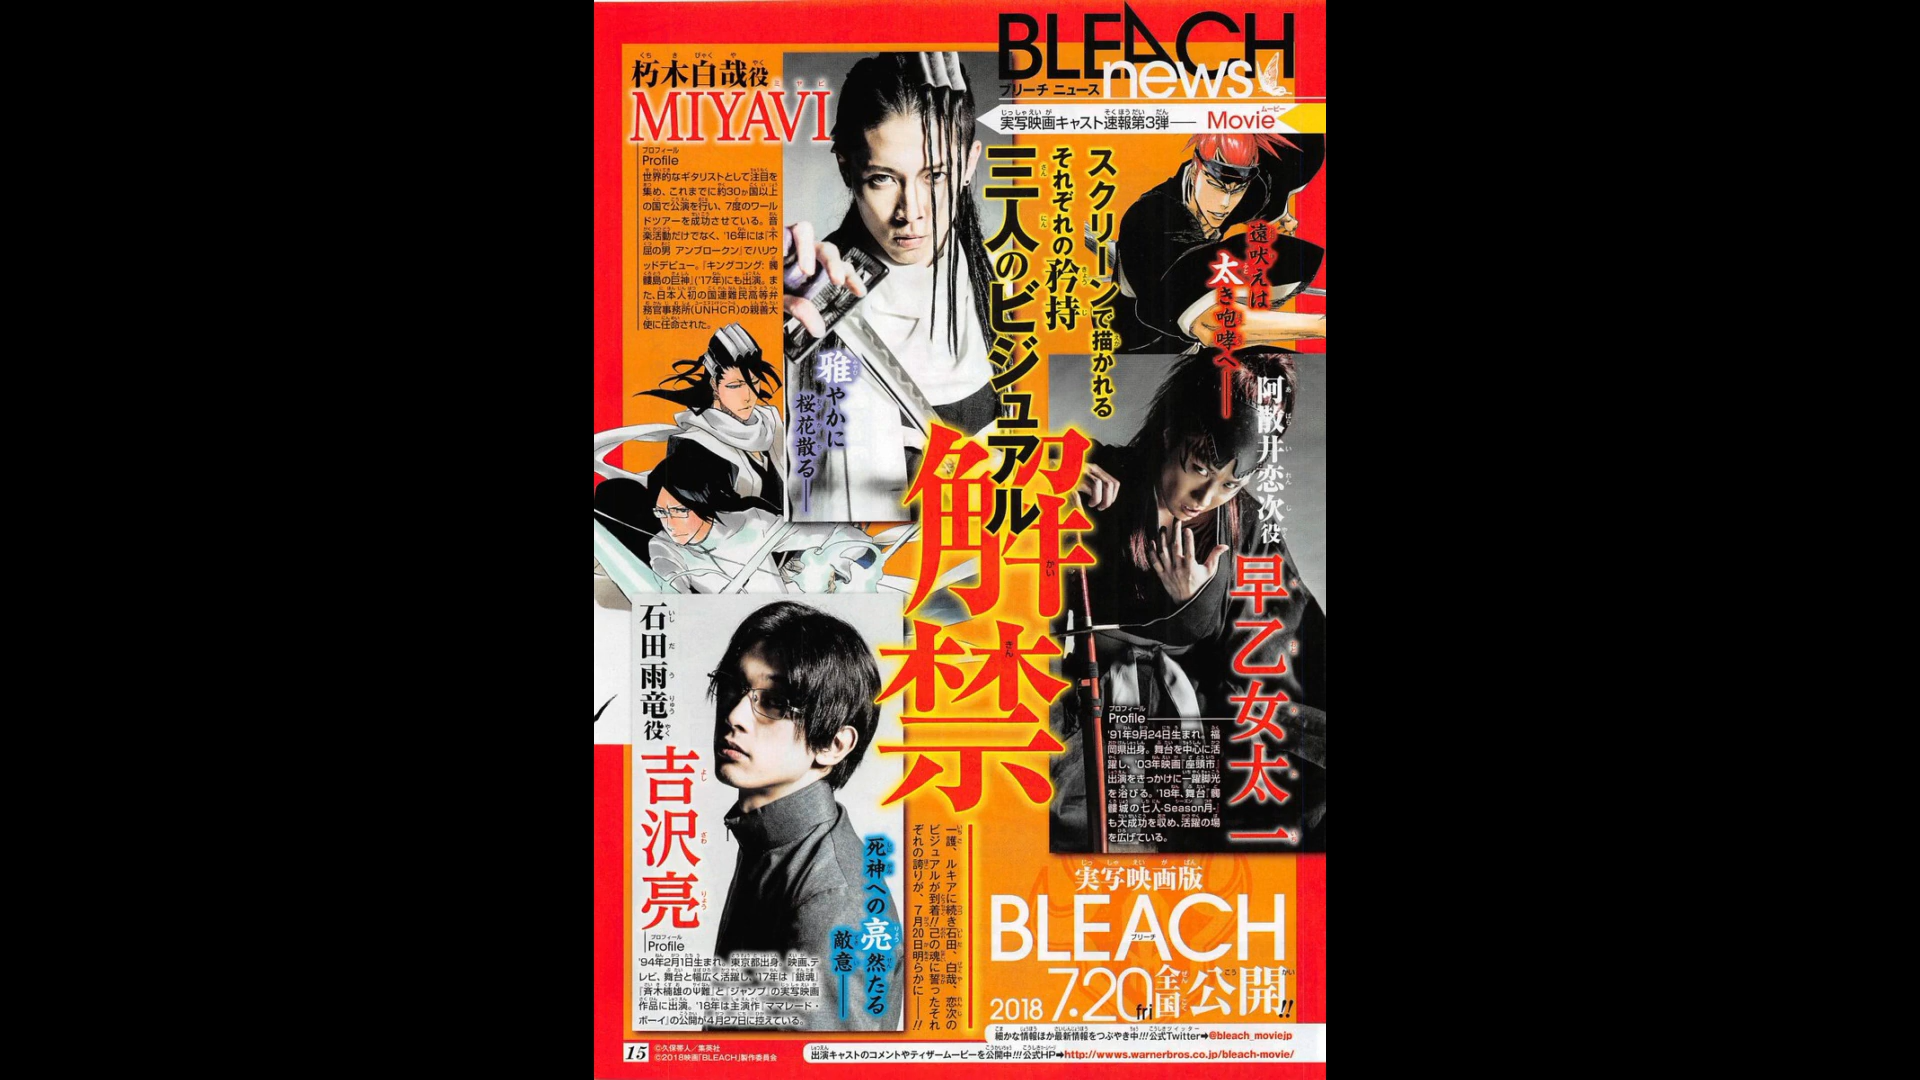 BLEACH
news
ブリーチ ニュース
実写映画キャスト速報第3弾── Movie
朽木白哉役
MIYAVI
プロフィール
Profile
世界的なギタリストとして注目を
集め、これまでに約30か国以上
の国で公演を行い、7度のワール
ドツアーを成功させている。音
楽活動だけでなく、'16年には『不
屈の男 アンブロークン』でハリウ
ッドデビュー。『キングコング: 髑
髏島の巨神』('17年)にも出演。ま
た、日本人初の国連難民高等弁
務官事務所(UNHCR)の親善大
使に任命された。
雅やかに
桜花散る──
スクリーンで描かれる
それぞれの矜持
三人のビジュアル
解禁
遠吠えは
太き咆哮へ──
阿散井恋次役
早乙女太一
プロフィール
Profile
'91年9月24日生まれ。福
岡県出身。舞台を中心に活
躍し、'03年映画『座頭市』
出演をきっかけに一躍脚光
を浴びる。'18年、舞台『髑
髏城の七人-Season月-』
も大成功を収め、活躍の場
を広げている。
石田雨竜役
吉沢亮
プロフィール
Profile
'94年2月1日生まれ。東京都出身。映画、テ
レビ、舞台と幅広く活躍し、'17年は『銀魂』
『斉木楠雄のΨ難』と『ジャンプ』の実写映画
作品に出演。'18年は主演作『ママレード・
ボーイ』の公開が4月27日に控えている。
死神への亮然たる
敵意──
一護、ルキアに続き石田、白哉、恋次の
ビジュアルが到着!!己の魂に誓ったそれ
ぞれの誇りが、7月20日明らかに──!!
実写映画版
BLEACH
ブリーチ
2018 7.20 fri 全国公開!!
細かな情報ほか最新情報をつぶやき中!!!公式Twitter➡@bleach_moviejp
出演キャストのコメントやティザームービーを公開中!!!公式HP➡http://wwws.warnerbros.co.jp/bleach-movie/
15
©久保帯人/集英社
©2018映画「BLEACH」製作委員会